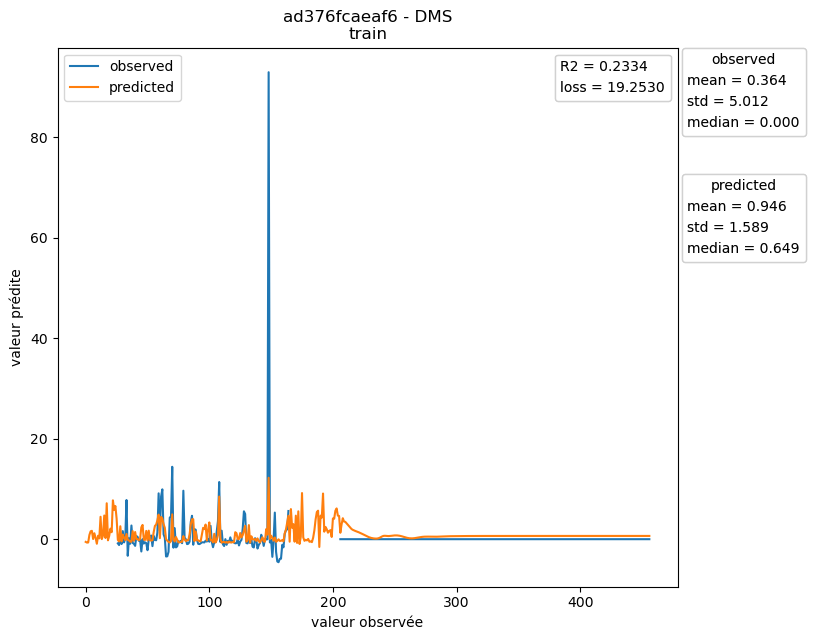 ad376fcaeaf6 - DMS
train
observed
predicted
R2 = 0.2334
loss = 19.2530
observed
mean = 0.364
std = 5.012
median = 0.000
predicted
mean = 0.946
std = 1.589
median = 0.649
valeur prédite
80
60
40
20
0
0 100 200 300 400
valeur observée